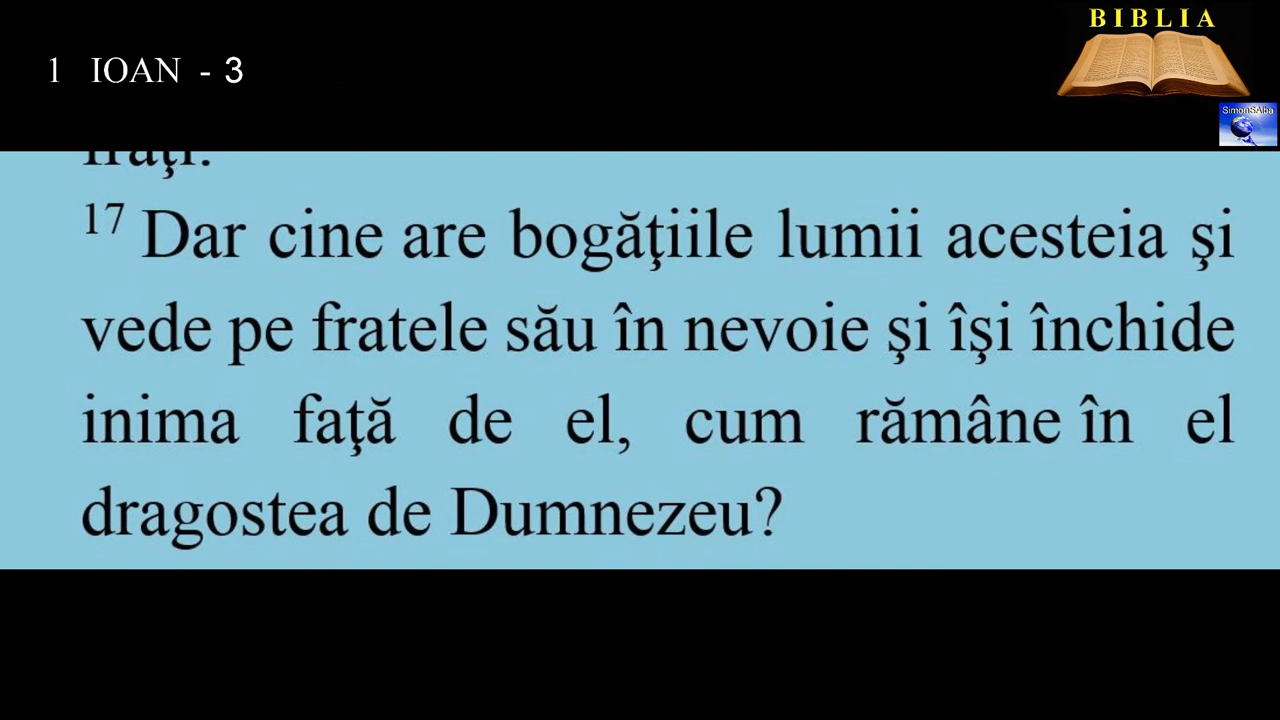 BIBLIA
1 IOAN - 3
SimonSAlba
fraţi.
17 Dar cine are bogăţiile lumii acesteia şi
vede pe fratele său în nevoie şi îşi închide
inima faţă de el, cum rămâne în el
dragostea de Dumnezeu?